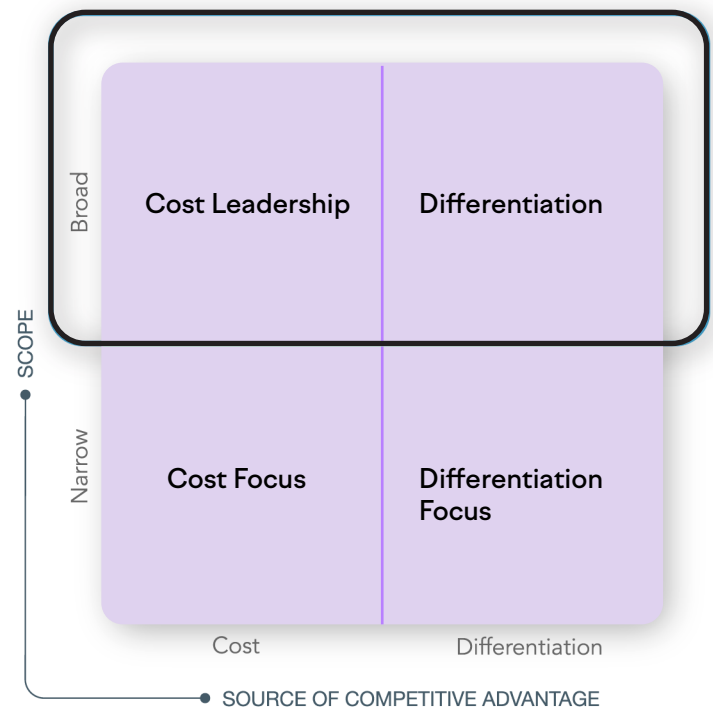 Broad
Cost Leadership
Differentiation
SCOPE
Narrow
Cost Focus
Differentiation
Focus
Cost
Differentiation
SOURCE OF COMPETITIVE ADVANTAGE